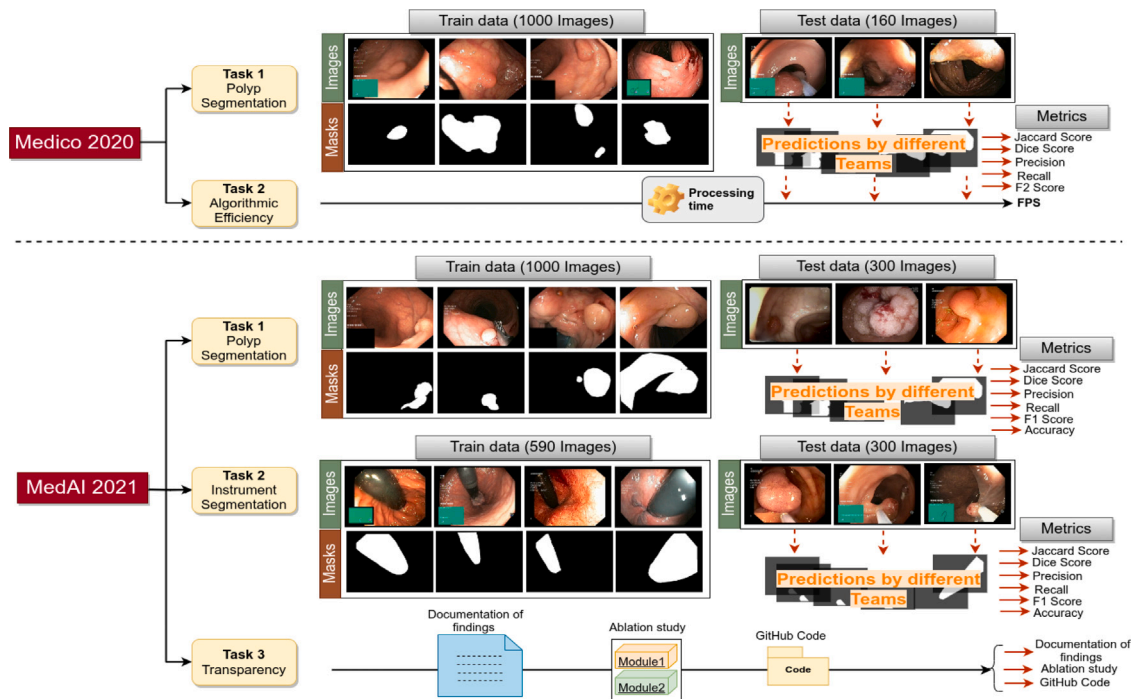 Train data (1000 Images)
Test data (160 Images)
Images
Masks
Task 1
Polyp
Segmentation
Medico 2020
Task 2
Algorithmic
Efficiency
Predictions by different
Teams
Metrics
Jaccard Score
Dice Score
Precision
Recall
F2 Score
Processing
time
FPS
Train data (1000 Images)
Test data (300 Images)
Images
Masks
Task 1
Polyp
Segmentation
Predictions by different
Teams
Metrics
Jaccard Score
Dice Score
Precision
Recall
F1 Score
Accuracy
MedAI 2021
Task 2
Instrument
Segmentation
Train data (590 Images)
Test data (300 Images)
Images
Masks
Predictions by different
Teams
Metrics
Jaccard Score
Dice Score
Precision
Recall
F1 Score
Accuracy
Task 3
Transparency
Documentation of
findings
Ablation study
Module1
Module2
GitHub Code
Code
Documentation of
findings
Ablation study
GitHub Code